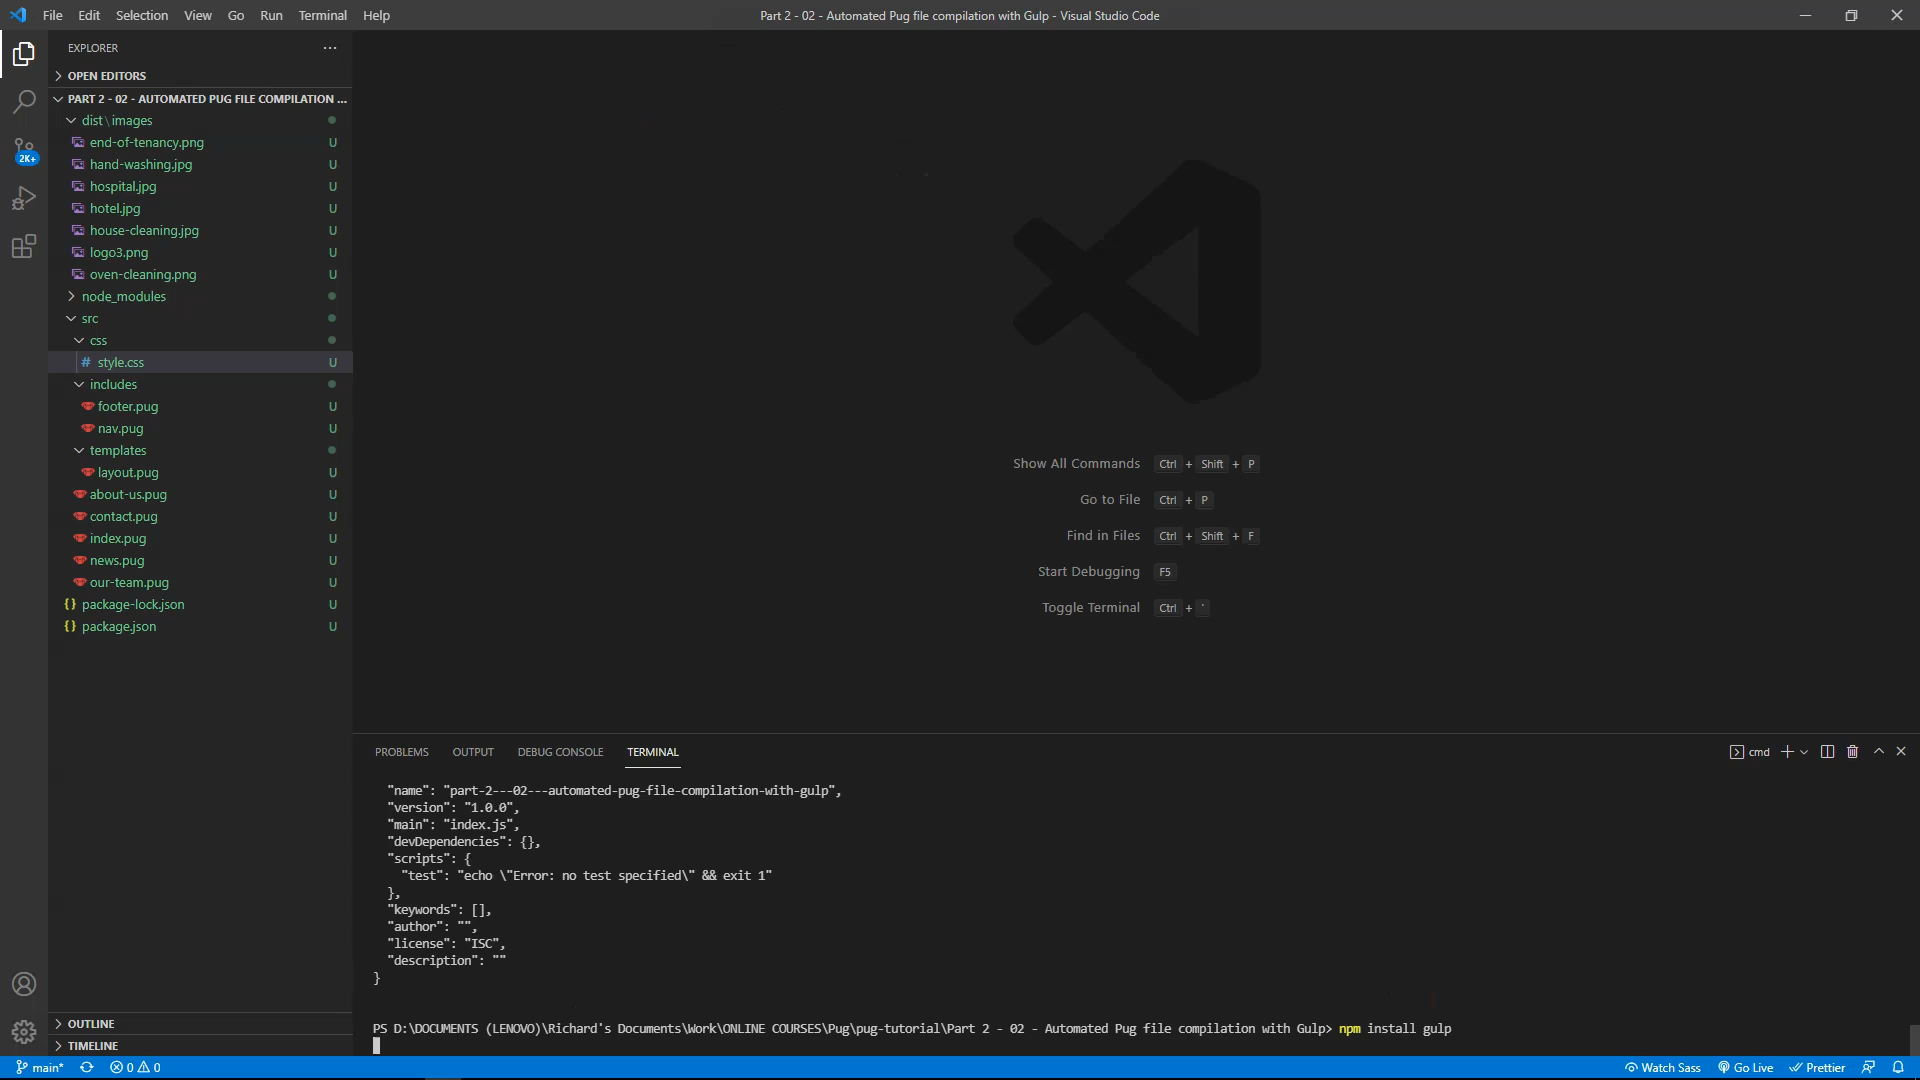 File Edit Selection View Go Run Terminal Help
Part 2 - 02 - Automated Pug file compilation with Gulp - Visual Studio Code
EXPLORER
OPEN EDITORS
PART 2 - 02 - AUTOMATED PUG FILE COMPILATION ...
dist\images
end-of-tenancy.png U
hand-washing.jpg U
hospital.jpg U
hotel.jpg U
house-cleaning.jpg U
logo3.png U
oven-cleaning.png U
node_modules
src
css
# style.css U
includes
footer.pug U
nav.pug U
templates
layout.pug U
about-us.pug U
contact.pug U
index.pug U
news.pug U
our-team.pug U
{} package-lock.json U
{} package.json U
2K+
OUTLINE
TIMELINE
Show All Commands Ctrl + Shift + P
Go to File Ctrl + P
Find in Files Ctrl + Shift + F
Start Debugging F5
Toggle Terminal Ctrl + '
PROBLEMS OUTPUT DEBUG CONSOLE TERMINAL
cmd
"name": "part-2---02---automated-pug-file-compilation-with-gulp",
"version": "1.0.0",
"main": "index.js",
"devDependencies": {},
"scripts": {
"test": "echo \"Error: no test specified\" && exit 1"
},
"keywords": [],
"author": "",
"license": "ISC",
"description": ""
}
PS D:\DOCUMENTS (LENOVO)\Richard's Documents\Work\ONLINE COURSES\Pug\pug-tutorial\Part 2 - 02 - Automated Pug file compilation with Gulp> npm install gulp
main* 0 0
Watch Sass Go Live Prettier